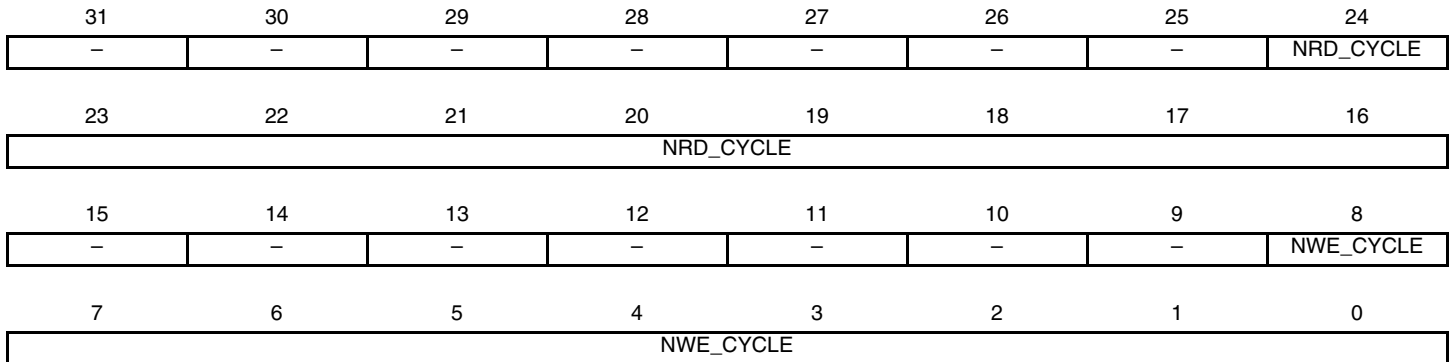 31 30 29 28 27 26 25 24
– – – – – – – NRD_CYCLE
23 22 21 20 19 18 17 16
NRD_CYCLE
15 14 13 12 11 10 9 8
– – – – – – – NWE_CYCLE
7 6 5 4 3 2 1 0
NWE_CYCLE